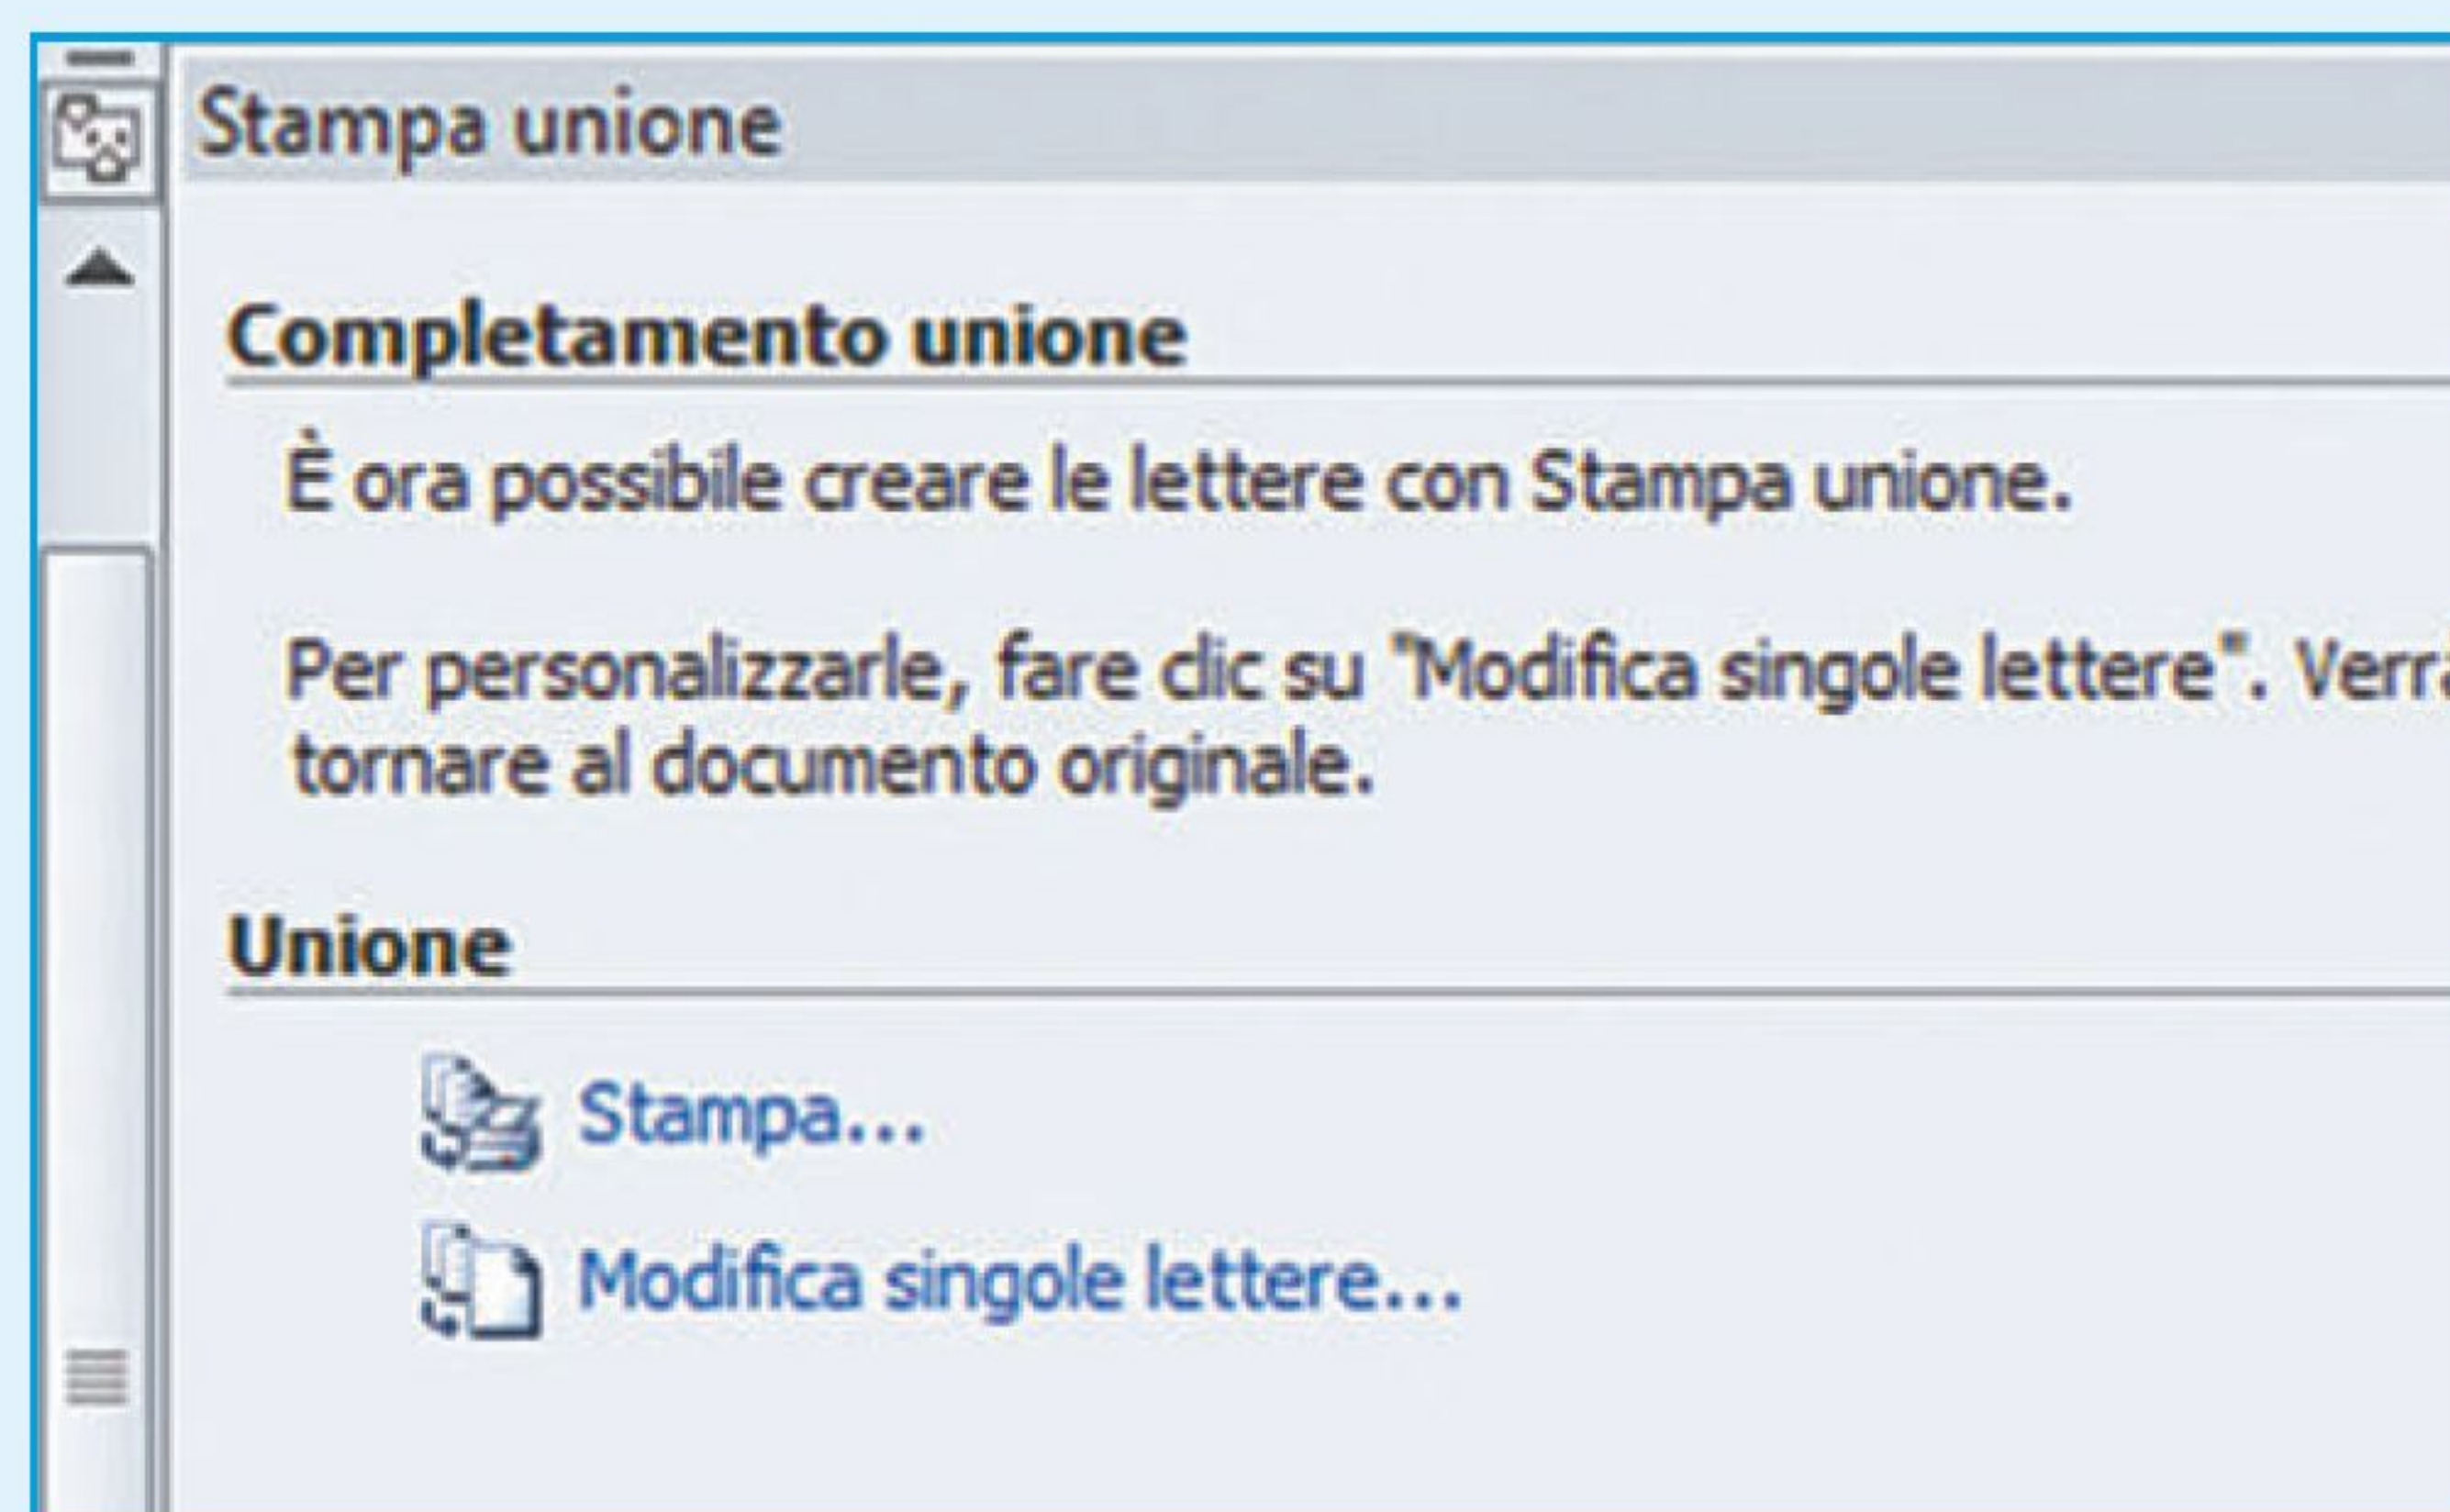 Stampa unione
Completamento unione
È ora possibile creare le lettere con Stampa unione.
Per personalizzarle, fare clic su "Modifica singole lettere".
tornare al documento originale.
Unione
Stampa...
Modifica singole lettere...